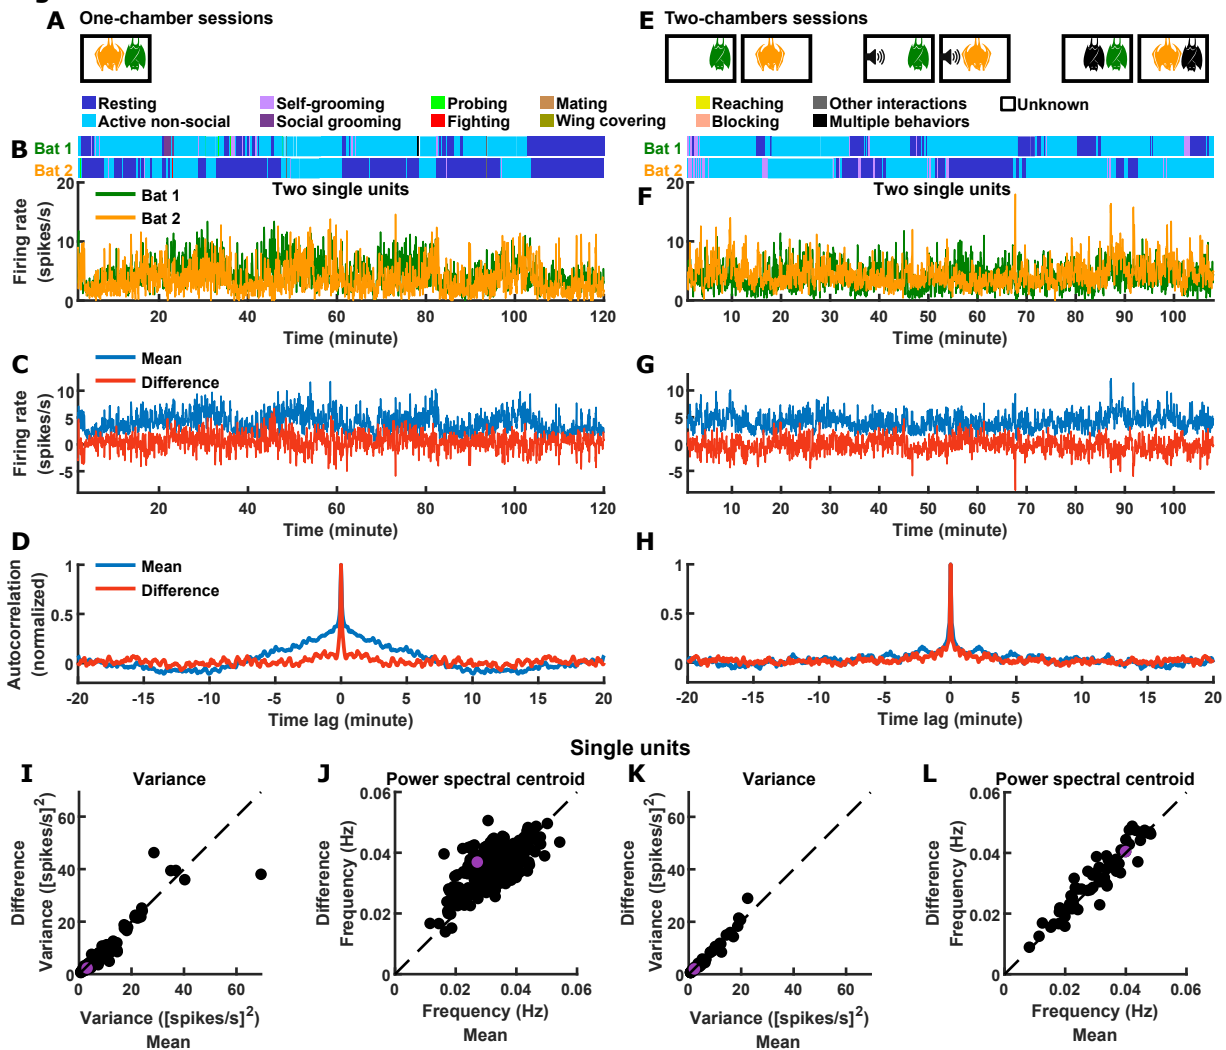 A One-chamber sessions
E Two-chambers sessions
Resting
Self-grooming
Probing
Mating
Reaching
Other interactions
Unknown
Active non-social
Social grooming
Fighting
Wing covering
Blocking
Multiple behaviors
B
Bat 1
Bat 2
Bat 1
Bat 2
Two single units
Bat 1
Bat 2
Firing rate
(spikes/s)
20
10
0
20 40 60 80 100 120
Time (minute)
F
Two single units
20
10
0
10 20 30 40 50 60 70 80 90 100
Time (minute)
C
Mean
Difference
Firing rate
(spikes/s)
10
5
0
-5
20 40 60 80 100 120
Time (minute)
G
10
5
0
-5
10 20 30 40 50 60 70 80 90 100
Time (minute)
D
Mean
Difference
Autocorrelation
(normalized)
1
0.5
0
-20 -15 -10 -5 0 5 10 15 20
Time lag (minute)
H
1
0.5
0
-20 -15 -10 -5 0 5 10 15 20
Time lag (minute)
Single units
I
Variance
Difference
Variance ([spikes/s]²)
60
40
20
0
0 20 40 60
Variance ([spikes/s]²)
Mean
J
Power spectral centroid
Difference
Frequency (Hz)
0.06
0.04
0.02
0
0 0.02 0.04 0.06
Frequency (Hz)
Mean
K
Variance
Difference
Variance ([spikes/s]²)
60
40
20
0
0 20 40 60
Variance ([spikes/s]²)
Mean
L
Power spectral centroid
Difference
Frequency (Hz)
0.06
0.04
0.02
0
0 0.02 0.04 0.06
Frequency (Hz)
Mean